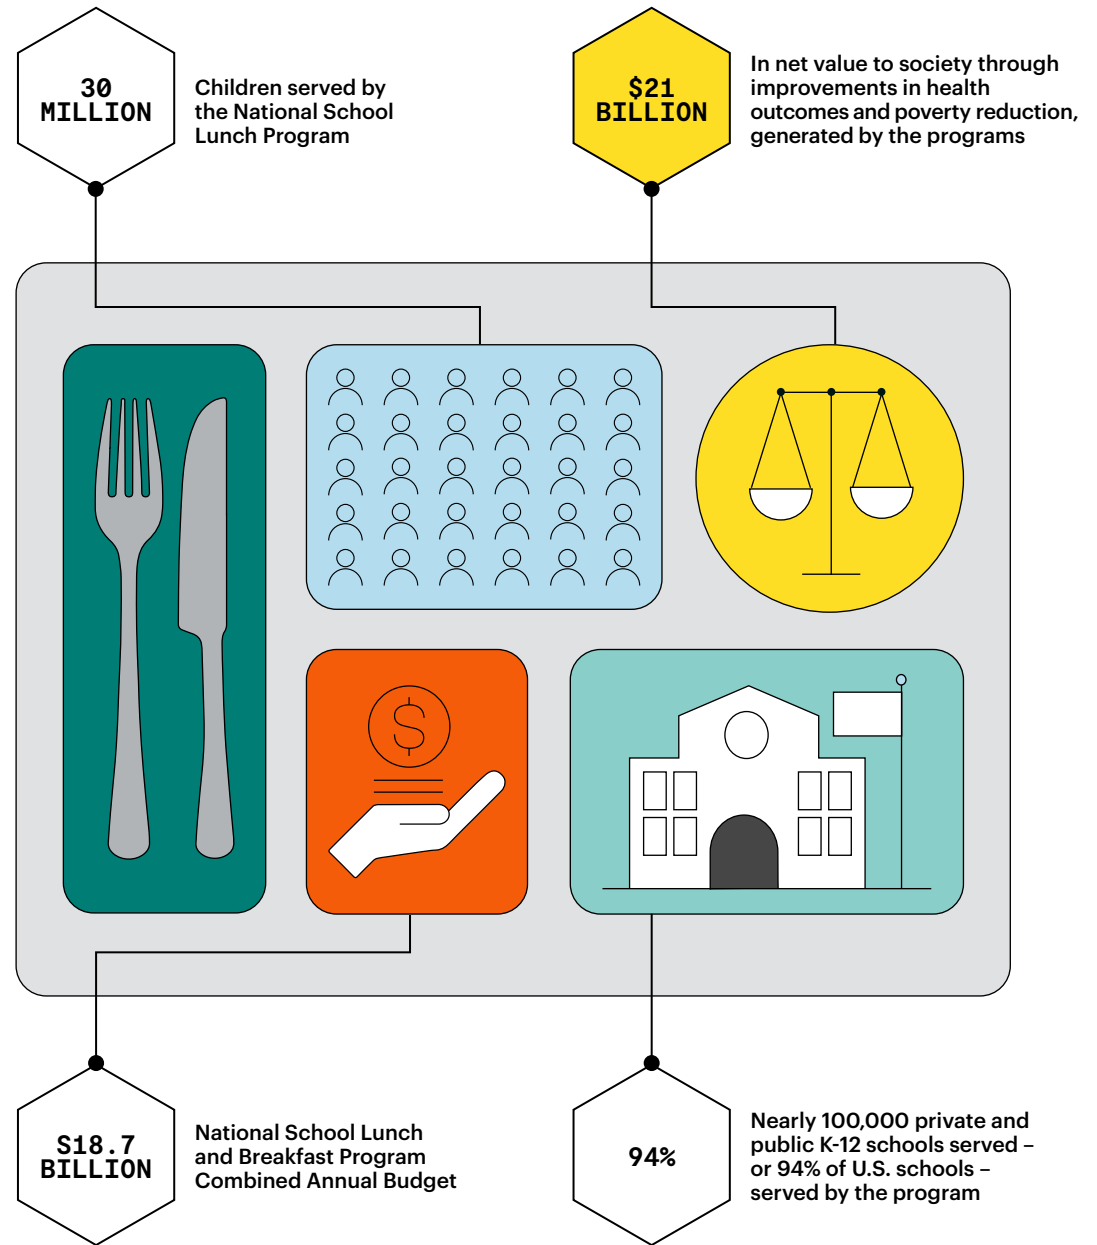 30
MILLION
Children served by
the National School
Lunch Program
$21
BILLION
In net value to society through
improvements in health
outcomes and poverty reduction,
generated by the programs
$
S18.7
BILLION
National School Lunch
and Breakfast Program
Combined Annual Budget
94%
Nearly 100,000 private and
public K-12 schools served –
or 94% of U.S. schools –
served by the program